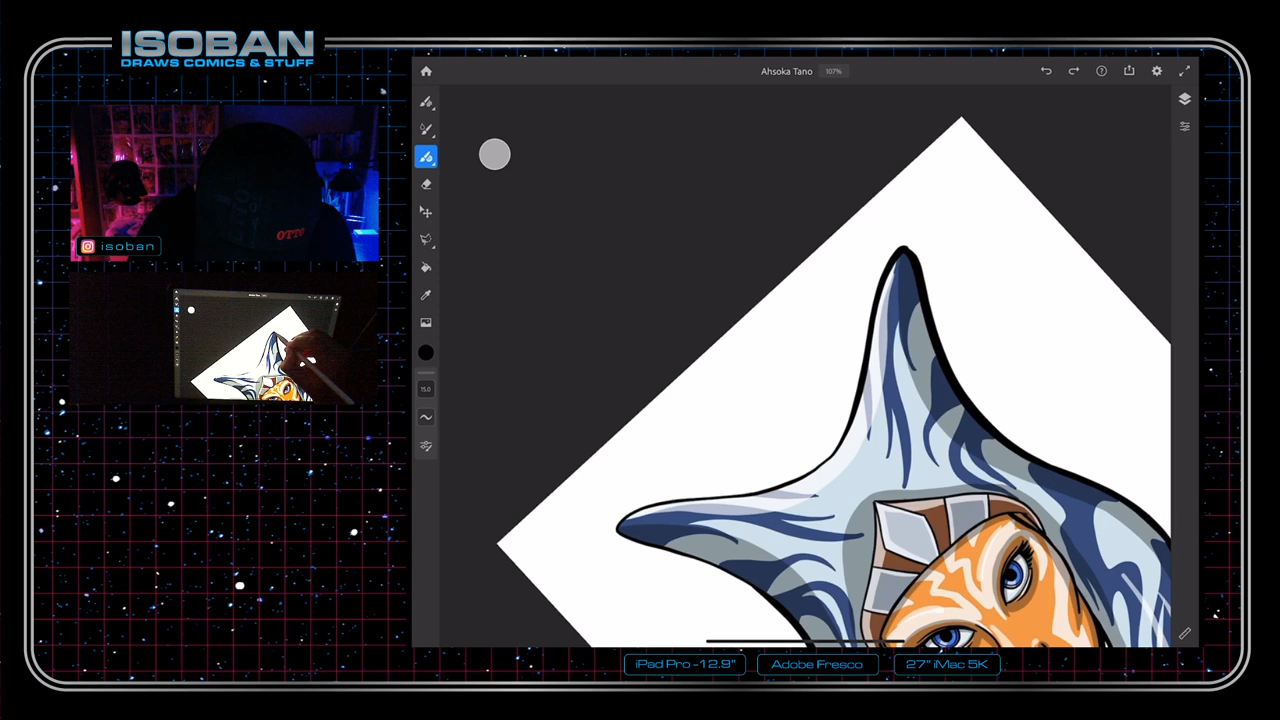 ISOBAN
DRAWS COMICS & STUFF
Ahsoka Tano
107%
OTTO
isoban
15.0
iPad Pro -12.9"
Adobe Fresco
27" iMac 5K